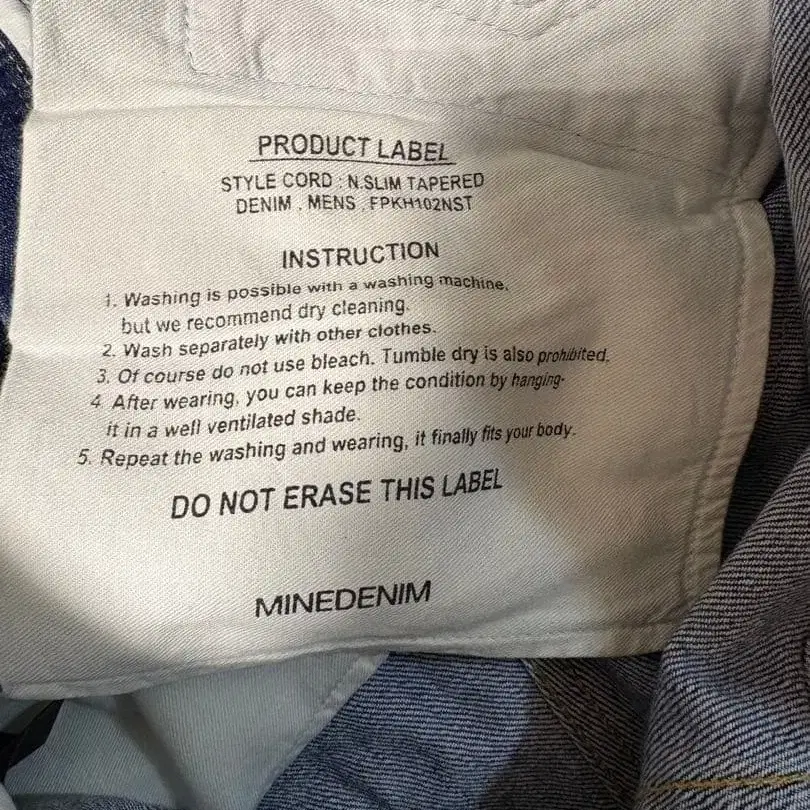 PRODUCT LABEL
STYLE CORD : N.SLIM TAPERED
DENIM . MENS . FPKH102NST
INSTRUCTION
1. Washing is possible with a washing machine,
but we recommend dry cleaning.
2. Wash separately with other clothes.
3. Of course do not use bleach. Tumble dry is also prohibited.
4. After wearing, you can keep the condition by hanging-
it in a well ventilated shade.
5. Repeat the washing and wearing, it finally fits your body.
DO NOT ERASE THIS LABEL
MINEDENIM